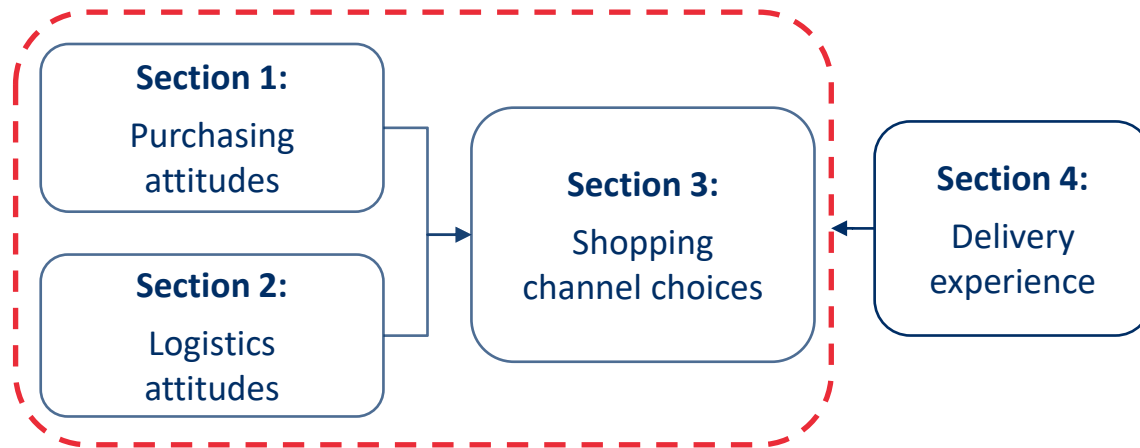 Section 1:
Purchasing
attitudes
Section 2:
Logistics
attitudes
Section 3:
Shopping
channel choices
Section 4:
Delivery
experience